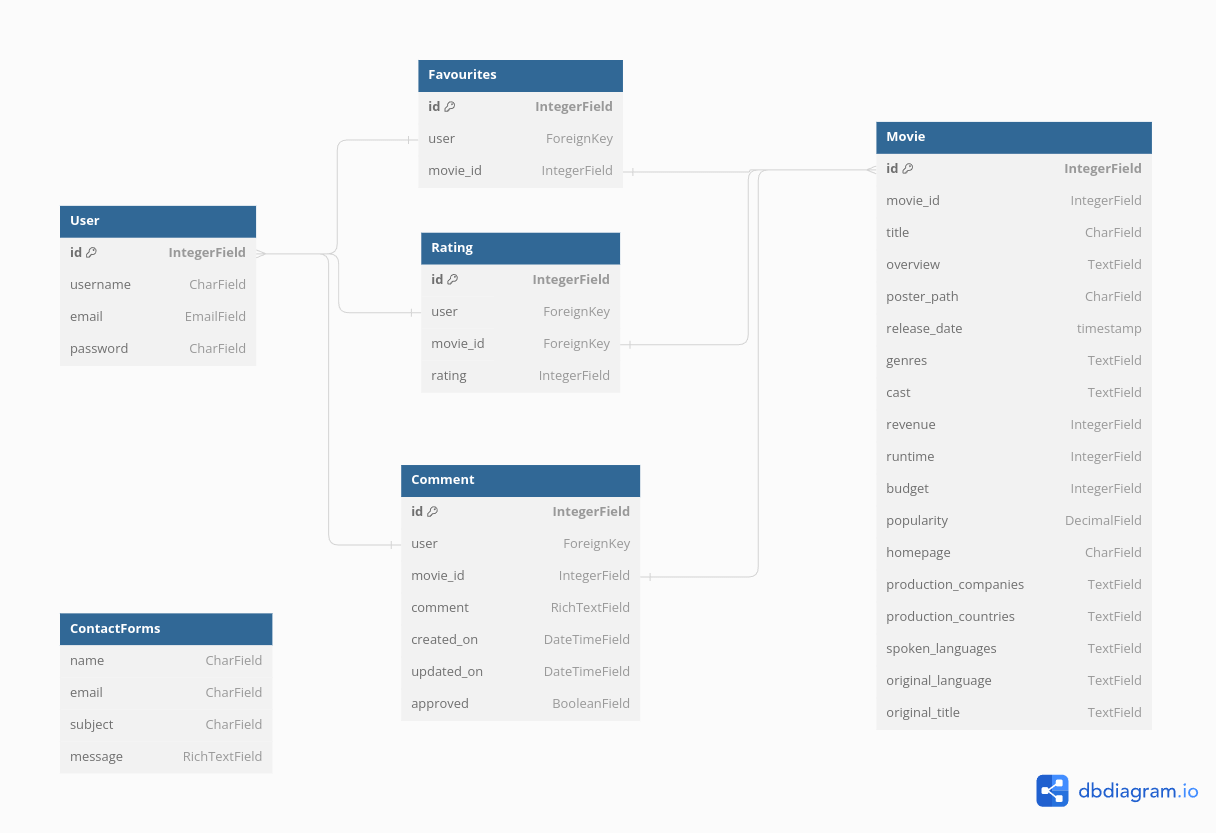 Favourites
id IntegerField
user ForeignKey
movie_id IntegerField
User
id IntegerField
username CharField
email EmailField
password CharField
Rating
id IntegerField
user ForeignKey
movie_id ForeignKey
rating IntegerField
Comment
id IntegerField
user ForeignKey
movie_id IntegerField
comment RichTextField
created_on DateTimeField
updated_on DateTimeField
approved BooleanField
ContactForms
name CharField
email CharField
subject CharField
message RichTextField
Movie
id IntegerField
movie_id IntegerField
title CharField
overview TextField
poster_path CharField
release_date timestamp
genres TextField
cast TextField
revenue IntegerField
runtime IntegerField
budget IntegerField
popularity DecimalField
homepage CharField
production_companies TextField
production_countries TextField
spoken_languages TextField
original_language TextField
original_title TextField
dbdiagram.io